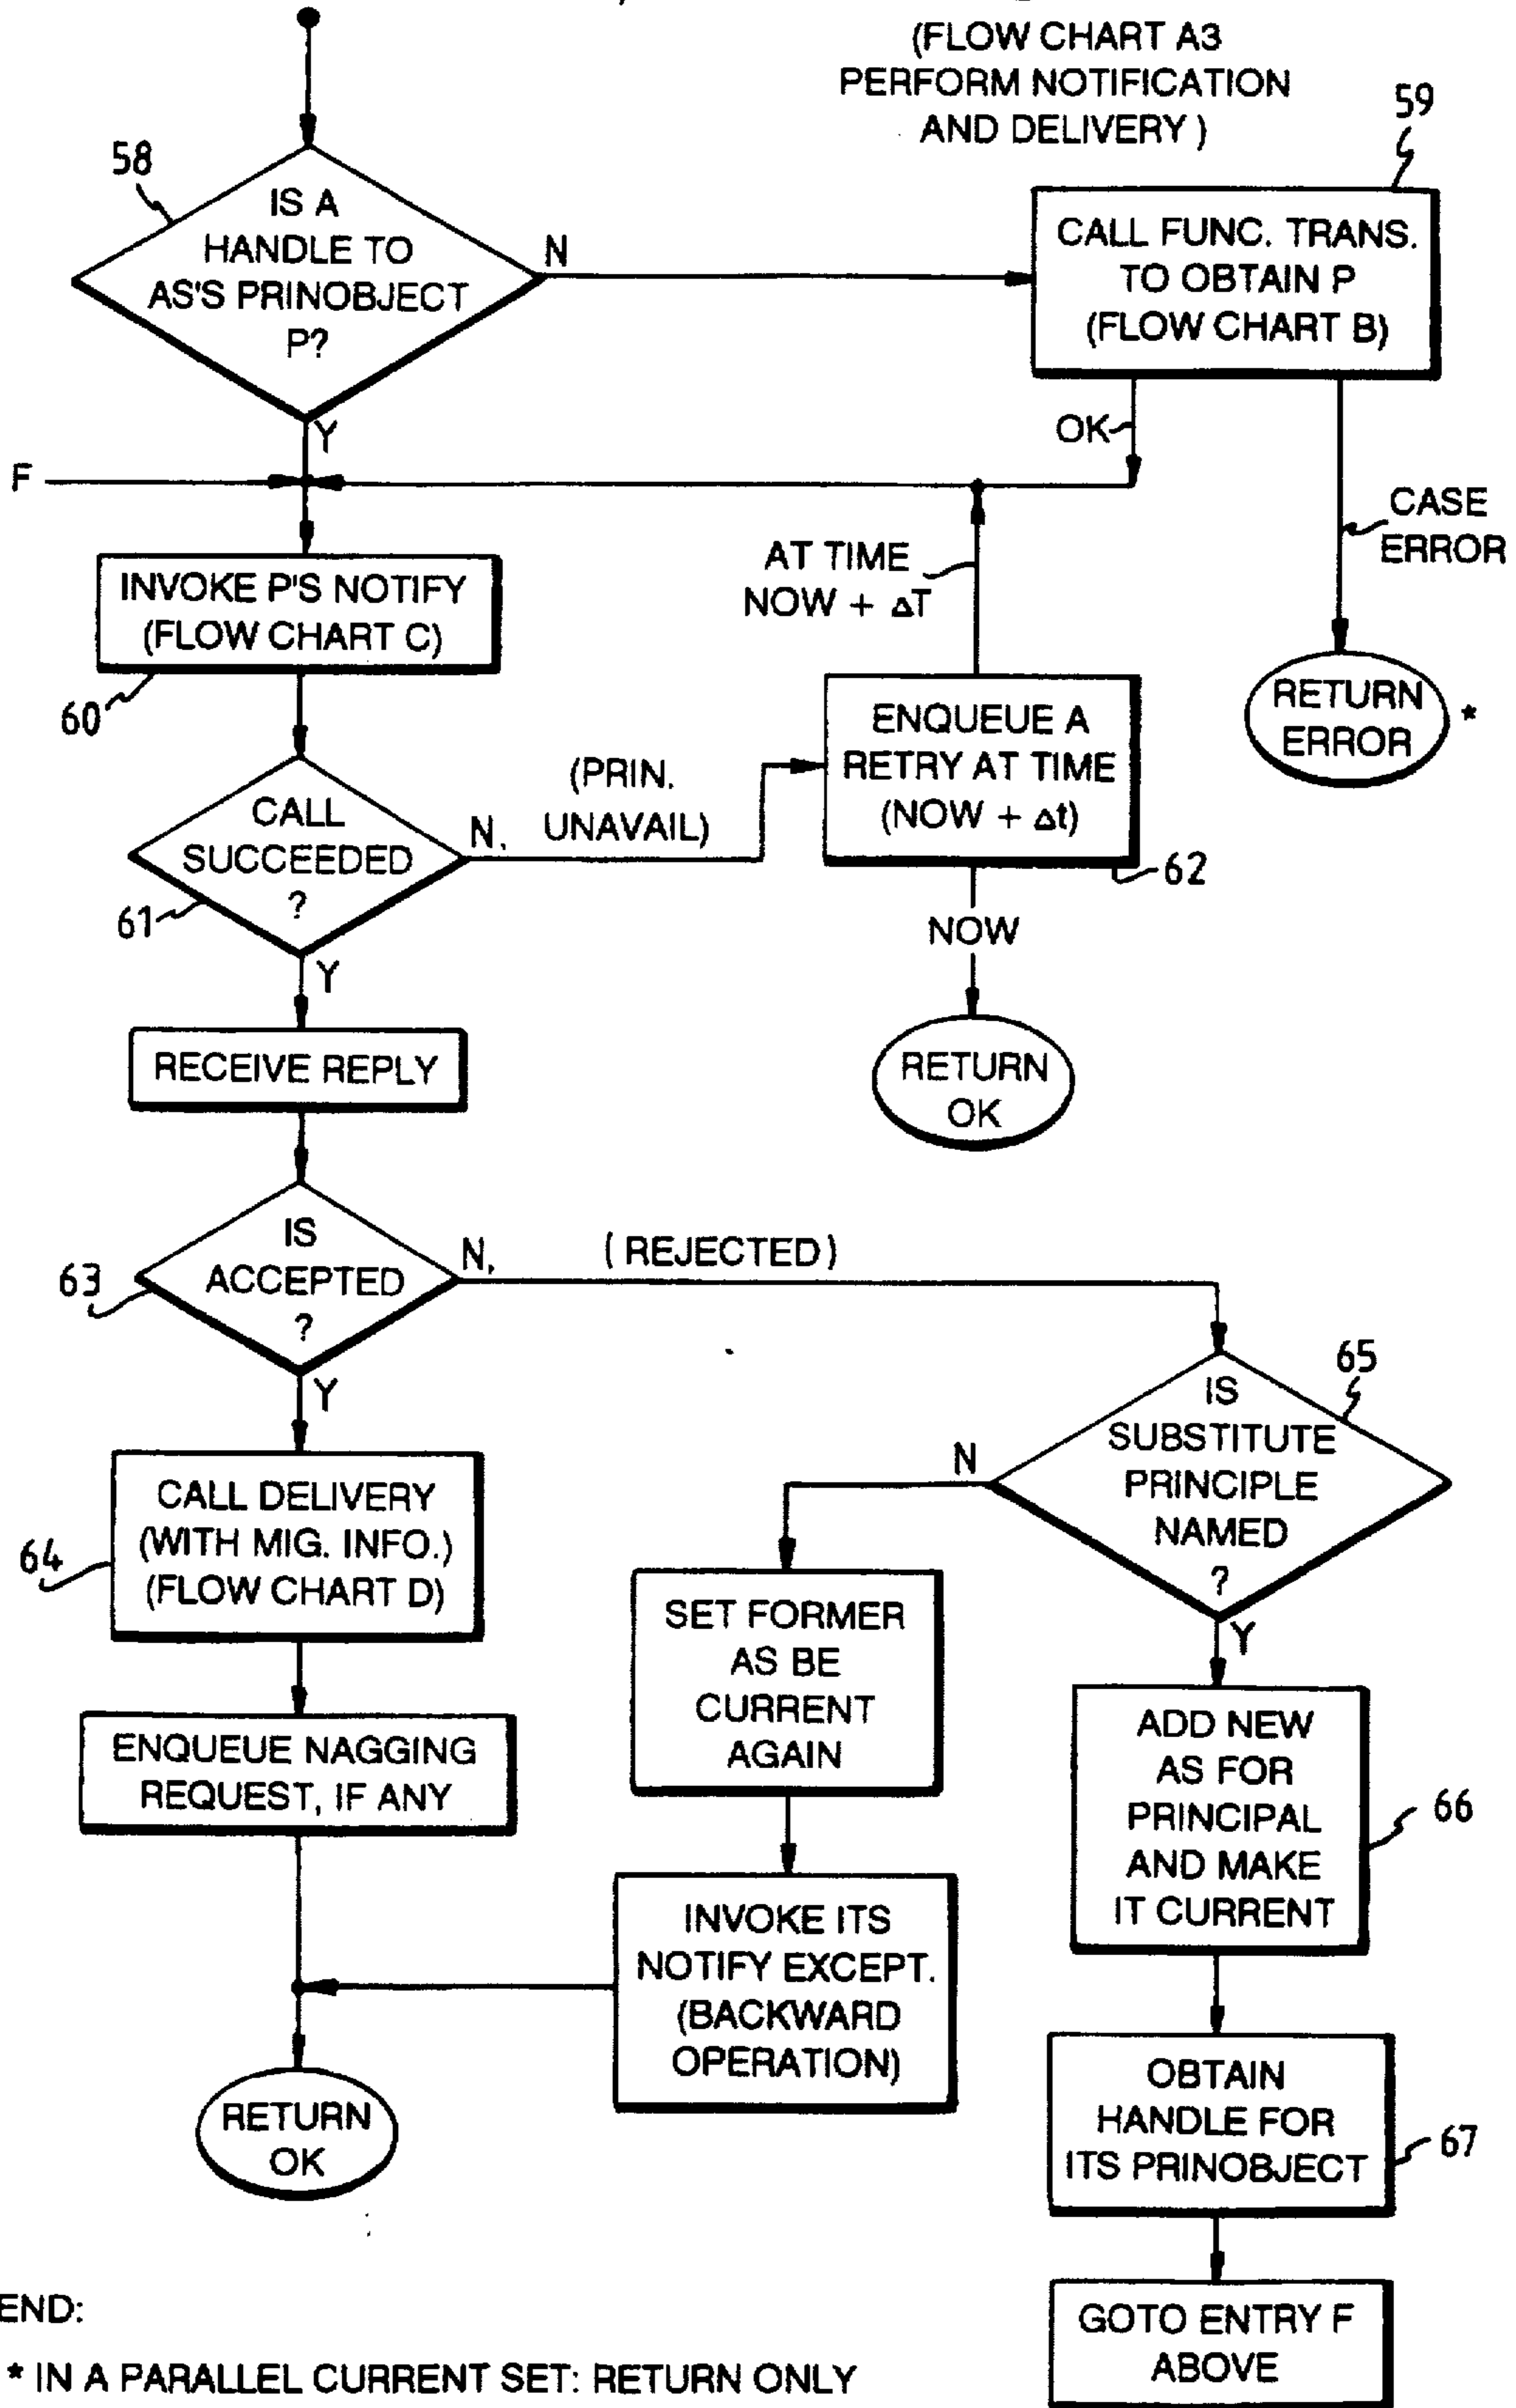 (FLOW CHART A3
PERFORM NOTIFICATION
AND DELIVERY)
58
IS A
HANDLE TO
AS'S PRINOBJECT
P?
N
59
CALL FUNC. TRANS.
TO OBTAIN P
(FLOW CHART B)
Y
OK
CASE
ERROR
F
AT TIME
NOW + ΔT
INVOKE P'S NOTIFY
(FLOW CHART C)
60
RETURN
ERROR
*
ENQUEUE A
RETRY AT TIME
(NOW + Δt)
62
(PRIN.
UNAVAIL)
CALL
SUCCEEDED
?
N,
61
Y
NOW
RETURN
OK
RECEIVE REPLY
IS
ACCEPTED
?
N,
(REJECTED)
63
Y
65
IS
SUBSTITUTE
PRINCIPLE
NAMED
?
N
Y
CALL DELIVERY
(WITH MIG. INFO.)
(FLOW CHART D)
64
SET FORMER
AS BE
CURRENT
AGAIN
ADD NEW
AS FOR
PRINCIPAL
AND MAKE
IT CURRENT
66
ENQUEUE NAGGING
REQUEST, IF ANY
INVOKE ITS
NOTIFY EXCEPT.
(BACKWARD
OPERATION)
OBTAIN
HANDLE FOR
ITS PRINOBJECT
67
RETURN
OK
GOTO ENTRY F
ABOVE
END:
* IN A PARALLEL CURRENT SET: RETURN ONLY